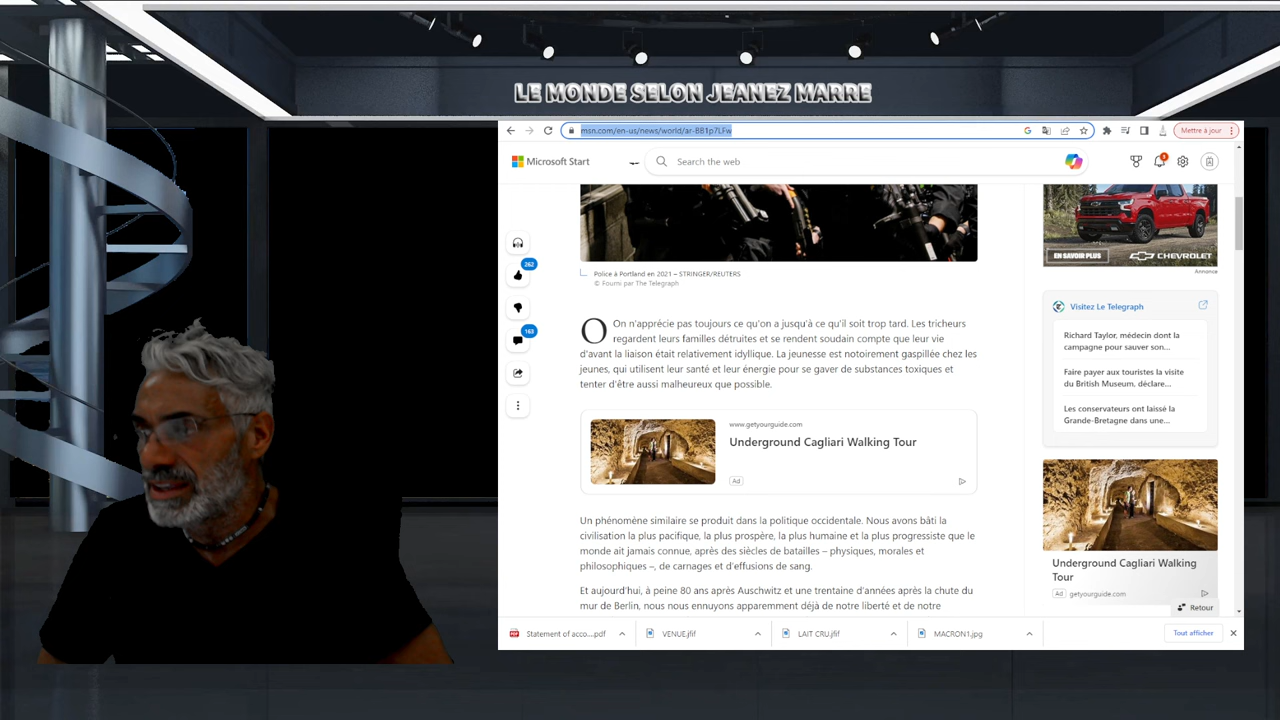 LE MONDE SELON JEANEZ MARRE
msn.com/en-us/news/world/ar-BB1p7LFw
Mettre à jour
Microsoft Start
Search the web
8
EN SAVOIR PLUS
CHEVROLET
Annonce
262
163
Police à Portland en 2021 – STRINGER/REUTERS
© Fourni par The Telegraph
O On n'apprécie pas toujours ce qu'on a jusqu'à ce qu'il soit trop tard. Les tricheurs
regardent leurs familles détruites et se rendent soudain compte que leur vie
d'avant la liaison était relativement idyllique. La jeunesse est notoirement gaspillée chez les
jeunes, qui utilisent leur santé et leur énergie pour se gaver de substances toxiques et
tenter d'être aussi malheureux que possible.
www.getyourguide.com
Underground Cagliari Walking Tour
Ad
Un phénomène similaire se produit dans la politique occidentale. Nous avons bâti la
civilisation la plus pacifique, la plus prospère, la plus humaine et la plus progressiste que le
monde ait jamais connue, après des siècles de batailles – physiques, morales et
philosophiques –, de carnages et d'effusions de sang.
Et aujourd'hui, à peine 80 ans après Auschwitz et une trentaine d'années après la chute du
mur de Berlin, nous nous ennuyons apparemment déjà de notre liberté et de notre
Visitez Le Telegraph
Richard Taylor, médecin dont la
campagne pour sauver son...
Faire payer aux touristes la visite
du British Museum, déclare...
Les conservateurs ont laissé la
Grande-Bretagne dans une...
Underground Cagliari Walking
Tour
Ad getyourguide.com
Retour
Statement of acco....pdf
VENUE.jfif
LAIT CRU.jfif
MACRON1.jpg
Tout afficher